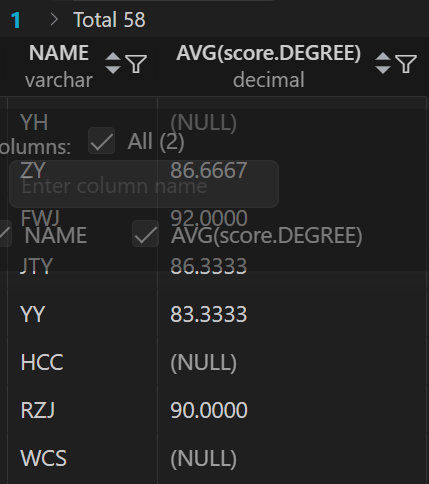 1 > Total 58
NAME AVG(score.DEGREE)
varchar decimal
YH (NULL)
olumns: All (2)
ZY 86.6667
Enter column name
FWJ 92.0000
NAME AVG(score.DEGREE)
JTY 86.3333
YY 83.3333
HCC (NULL)
RZJ 90.0000
WCS (NULL)